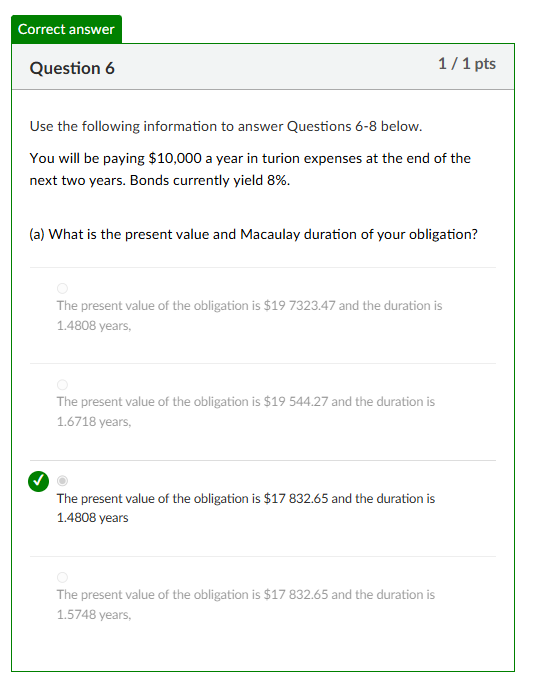 Correct answer
Question 6
1 / 1 pts
Use the following information to answer Questions 6-8 below.
You will be paying $10,000 a year in turion expenses at the end of the
next two years. Bonds currently yield 8%.
(a) What is the present value and Macaulay duration of your obligation?
The present value of the obligation is $19 7323.47 and the duration is
1.4808 years,
The present value of the obligation is $19 544.27 and the duration is
1.6718 years,
The present value of the obligation is $17 832.65 and the duration is
1.4808 years
The present value of the obligation is $17 832.65 and the duration is
1.5748 years,